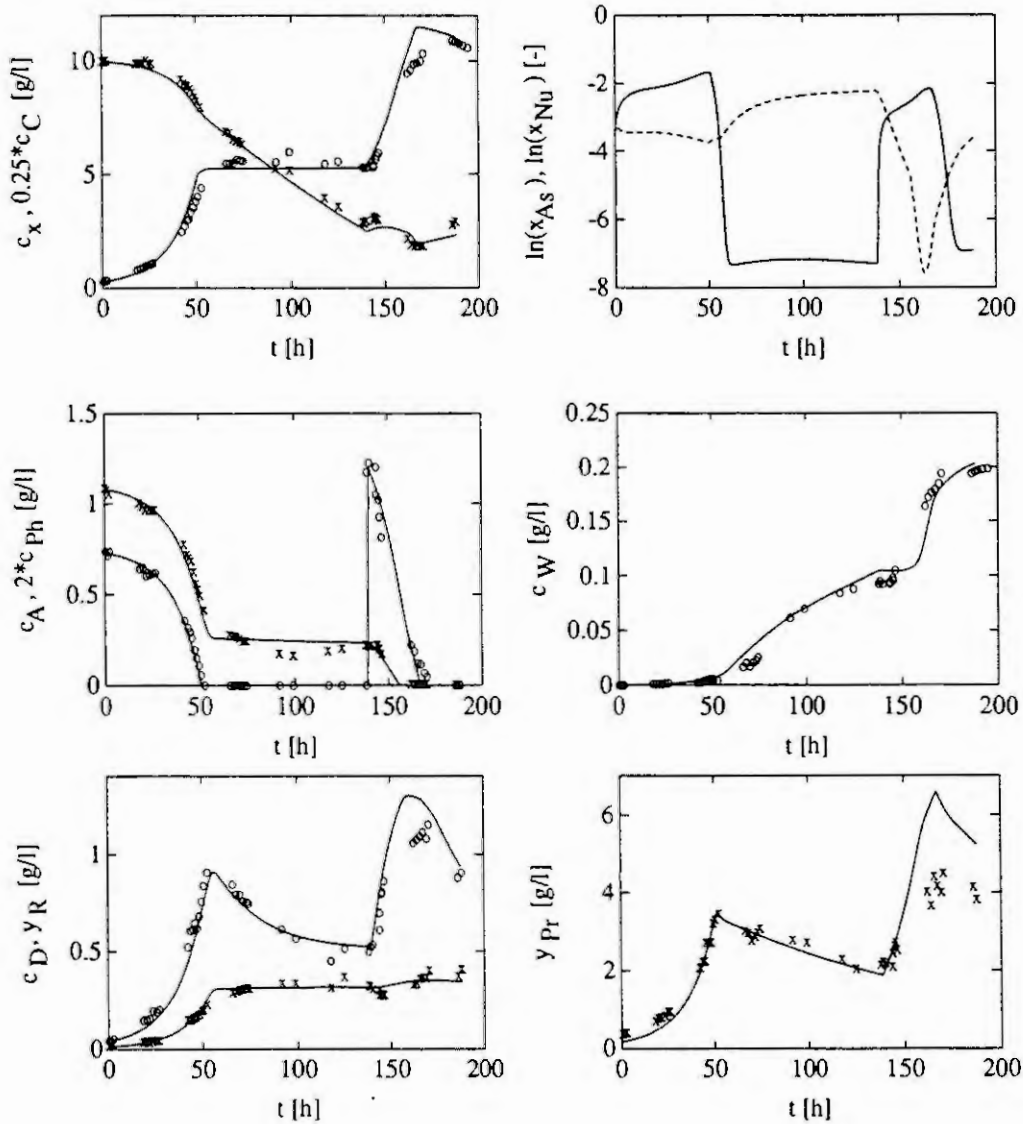 c_x , 0.25*c_C [g/l]
10
5
0
0 50 100 150 200
t [h]
ln(x_As), ln(x_Nu) [-]
-0
-2
-4
-6
-8
0 50 100 150 200
t [h]
c_A, 2*c_Ph [g/l]
1.5
1
0.5
0
0 50 100 150 200
t [h]
c_W [g/l]
0.25
0.2
0.15
0.1
0.05
0
0 50 100 150 200
t [h]
c_D, y_R [g/l]
1
0.5
0
0 50 100 150 200
t [h]
y_Pr [g/l]
6
4
2
0
0 50 100 150 200
t [h]